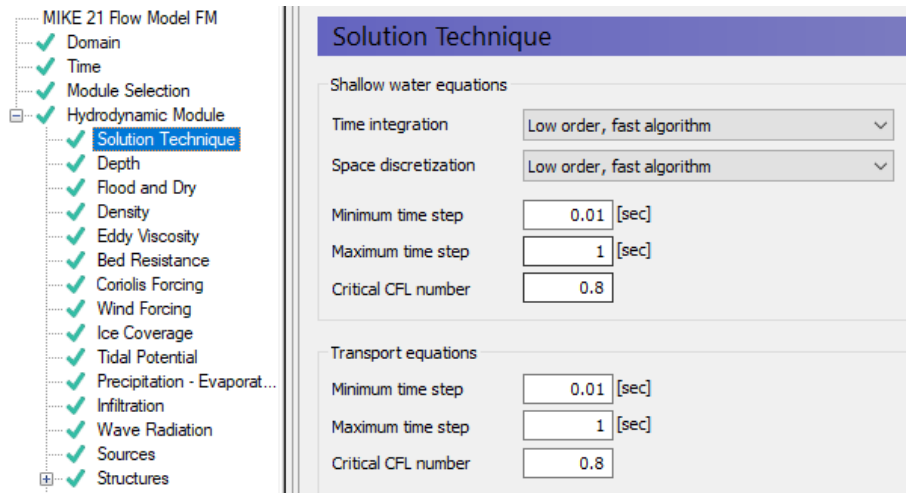 MIKE 21 Flow Model FM
Domain
Time
Module Selection
Hydrodynamic Module
Solution Technique
Depth
Flood and Dry
Density
Eddy Viscosity
Bed Resistance
Coriolis Forcing
Wind Forcing
Ice Coverage
Tidal Potential
Precipitation - Evaporat...
Infiltration
Wave Radiation
Sources
Structures
Solution Technique
Shallow water equations
Time integration Low order, fast algorithm
Space discretization Low order, fast algorithm
Minimum time step 0.01 [sec]
Maximum time step 1 [sec]
Critical CFL number 0.8
Transport equations
Minimum time step 0.01 [sec]
Maximum time step 1 [sec]
Critical CFL number 0.8